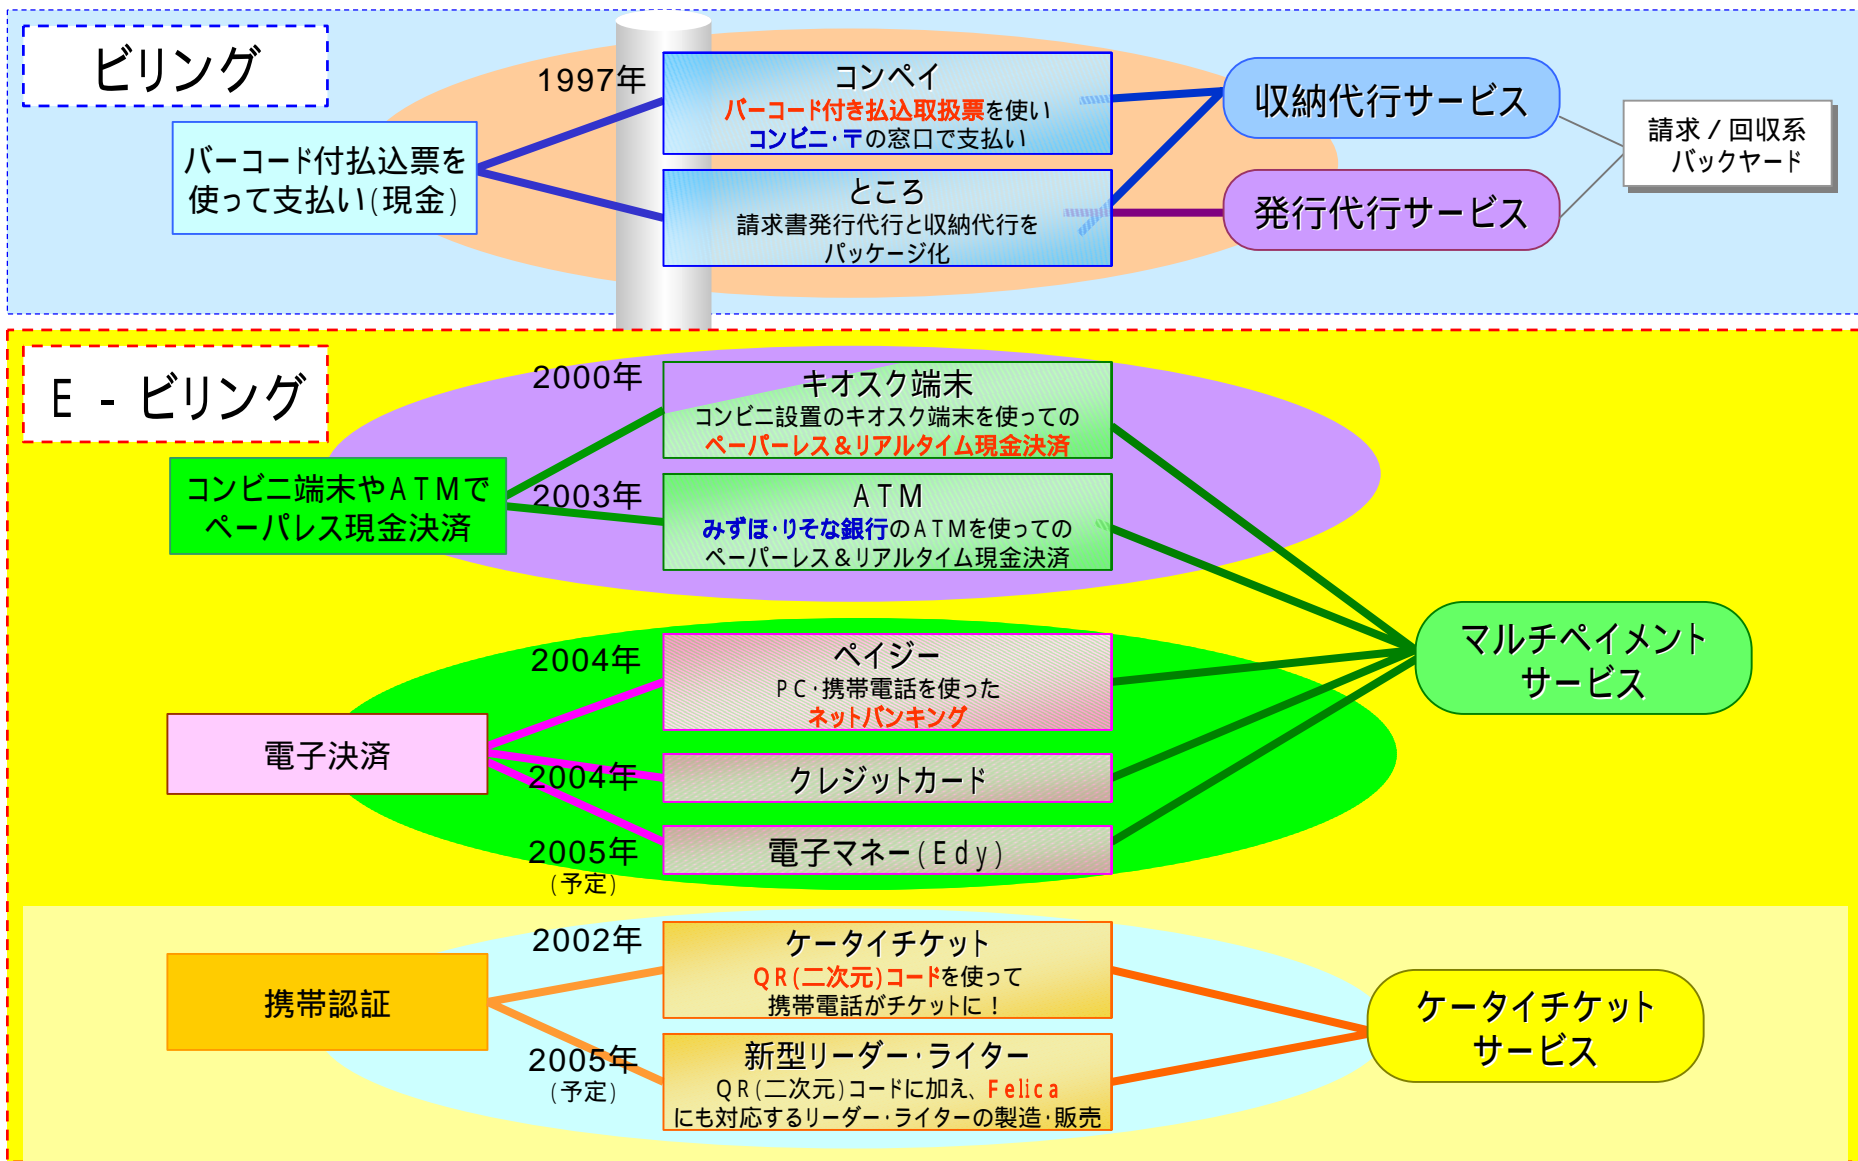 ビリング
1997年
コンペイ
バーコード付き払込取扱票を使い
コンビニ・〒の窓口で支払い
収納代行サービス
請求/回収系
バックヤード
バーコード付払込票を
使って支払い(現金)
ところ
請求書発行代行と収納代行を
パッケージ化
発行代行サービス
E - ビリング
2000年
キオスク端末
コンビニ設置のキオスク端末を使っての
ペーパーレス&リアルタイム現金決済
コンビニ端末やATMで
ペーパレス現金決済
2003年
ATM
みずほ・りそな銀行のATMを使っての
ペーパーレス&リアルタイム現金決済
2004年
ペイジー
PC・携帯電話を使った
ネットバンキング
マルチペイメント
サービス
電子決済
2004年
クレジットカード
2005年
(予定)
電子マネー(Edy)
2002年
ケータイチケット
QR(二次元)コードを使って
携帯電話がチケットに!
携帯認証
ケータイチケット
サービス
2005年
(予定)
新型リーダー・ライター
QR(二次元)コードに加え、Felica
にも対応するリーダー・ライターの製造・販売